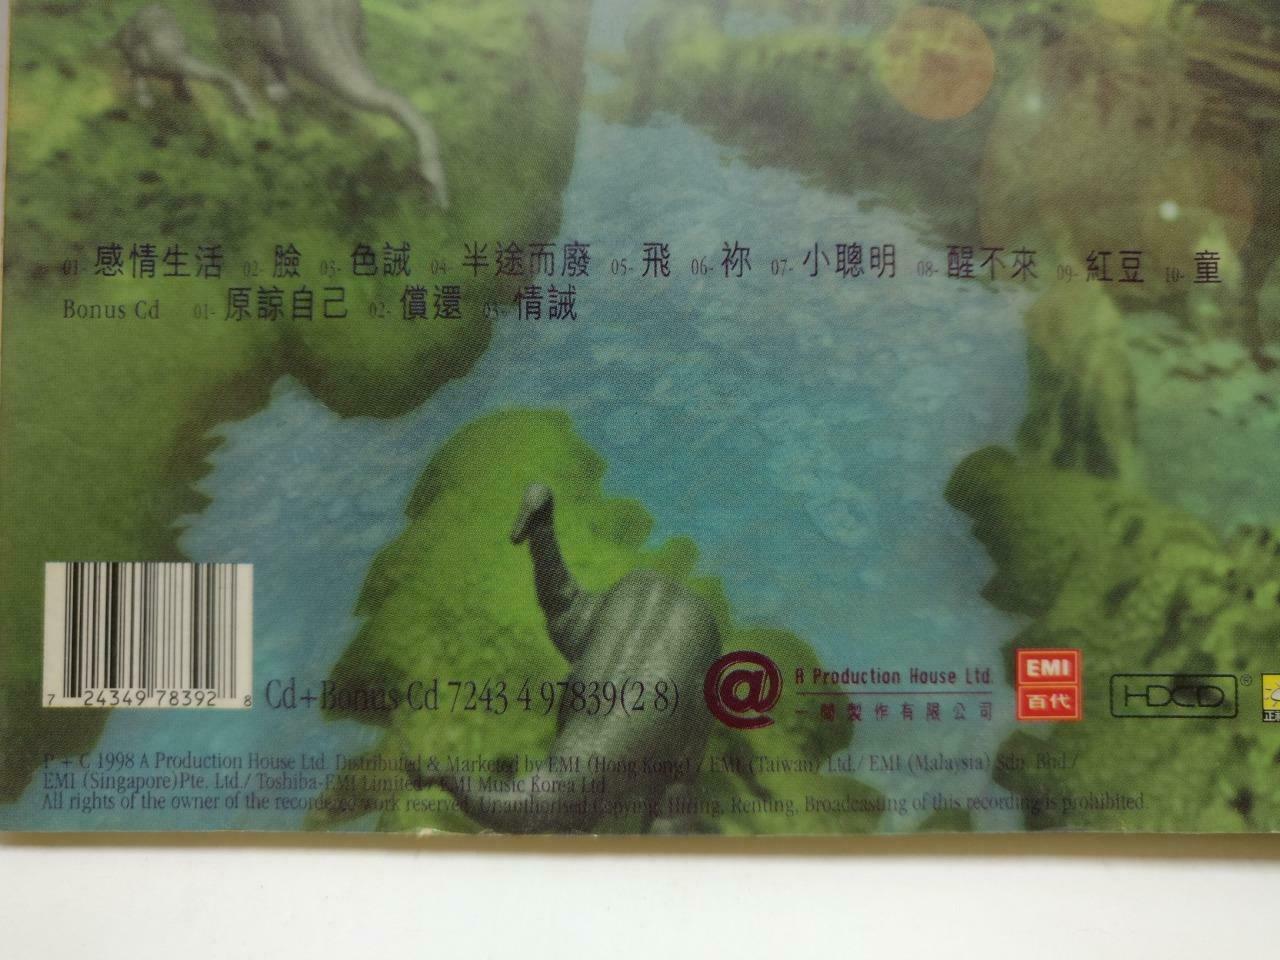 01- 感情生活 02- 臉 03- 色誡 04- 半途而廢 05- 飛 06- 祢 07- 小聰明 08- 醒不來 09- 紅豆 10- 童
Bonus Cd 01- 原諒自己 02- 償還 03- 情誡
7 24349 78392 8
Cd+Bonus Cd 7243 4 97839(2 8)
@ A Production House Ltd.
一間製作有限公司
EMI
百代
HDCD®
P + C 1998 A Production House Ltd. Distributed & Marketed by EMI (Hong Kong) / EMI (Taiwan) Ltd./ EMI (Malaysia) Sdn. Bhd./
EMI (Singapore)Pte. Ltd./ Toshiba-EMI Limited / EMI Music Korea Ltd
All rights of the owner of the recorded work reserved. Unauthorised Copying, Hiring, Renting, Broadcasting of this recording is prohibited.